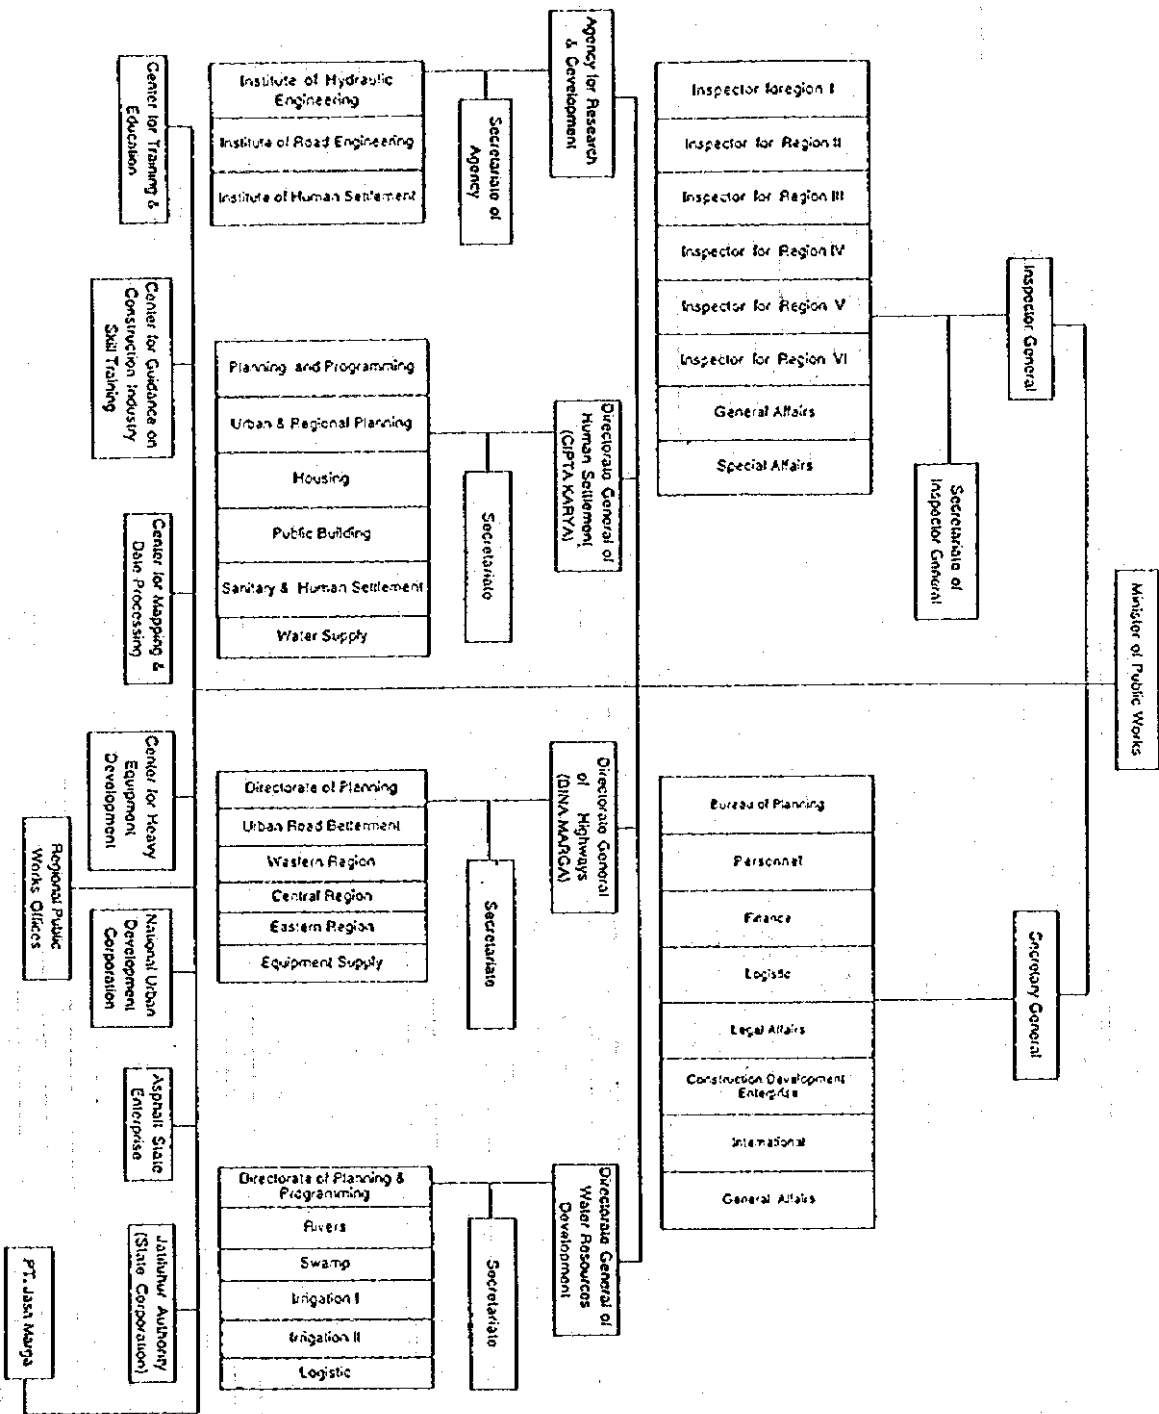 Minister of Public Works
Inspector General
Secretary General
Secretariate of
Inspector General
Inspector foregion I
Inspector for Region II
Inspector for Region III
Inspector for Region IV
Inspector for Region V
Inspector for Region VI
General Affairs
Special Affairs
Bureau of Planning
Personnel
Finance
Logistic
Legal Affairs
Construction Development
Enterprise
International
General Affairs
Agency for Research
& Development
Secretariate of
Agency
Institute of Hydraulic
Engineering
Institute of Road Engineering
Institute of Human Settlement
Directorate General of
Human Settlement
(CIPTA KARYA)
Secretariate
Planning and Programming
Urban & Regional Planning
Housing
Public Building
Sanitary & Human Settlement
Water Supply
Directorate General
of Highways
(BINA MARGA)
Secretariate
Directorate of Planning
Urban Road Betterment
Western Region
Central Region
Eastern Region
Equipment Supply
Directorate General of
Water Resources
Development
Secretariate
Directorate of Planning &
Programming
Rivers
Swamp
Irrigation I
Irrigation II
Logistic
Center for Training &
Education
Center for Guidance on
Construction Industry
Skill Training
Center for Mapping &
Date Processing
Center for Heavy
Equipment
Development
National Urban
Development
Corporation
Asphalt State
Enterprise
Jatiluhur Authority
(State Corporation)
Regional Public
Works Offices
PT. Jasa Marga